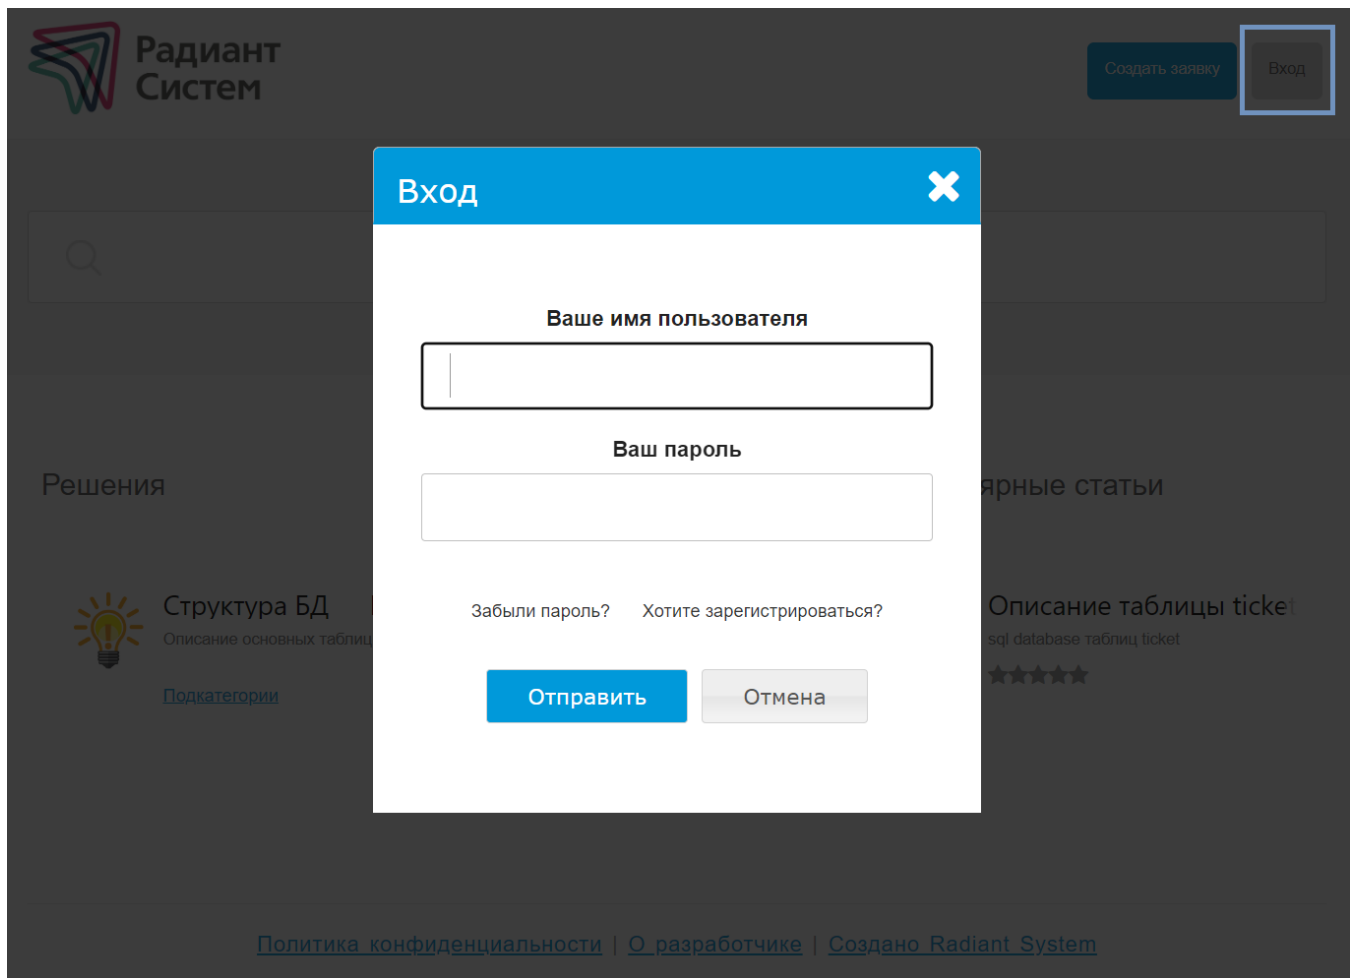 Радиант
Систем
Создать заявку
Вход
Вход
Ваше имя пользователя
Ваш пароль
Решения
ярные статьи
Забыли пароль? Хотите зарегистрироваться?
Структура БД
Описание таблицы ticket
Описание основных таблиц
sql database таблиц ticket
Подкатегории
Отправить
Отмена
Политика конфиденциальности | О разработчике | Создано Radiant System